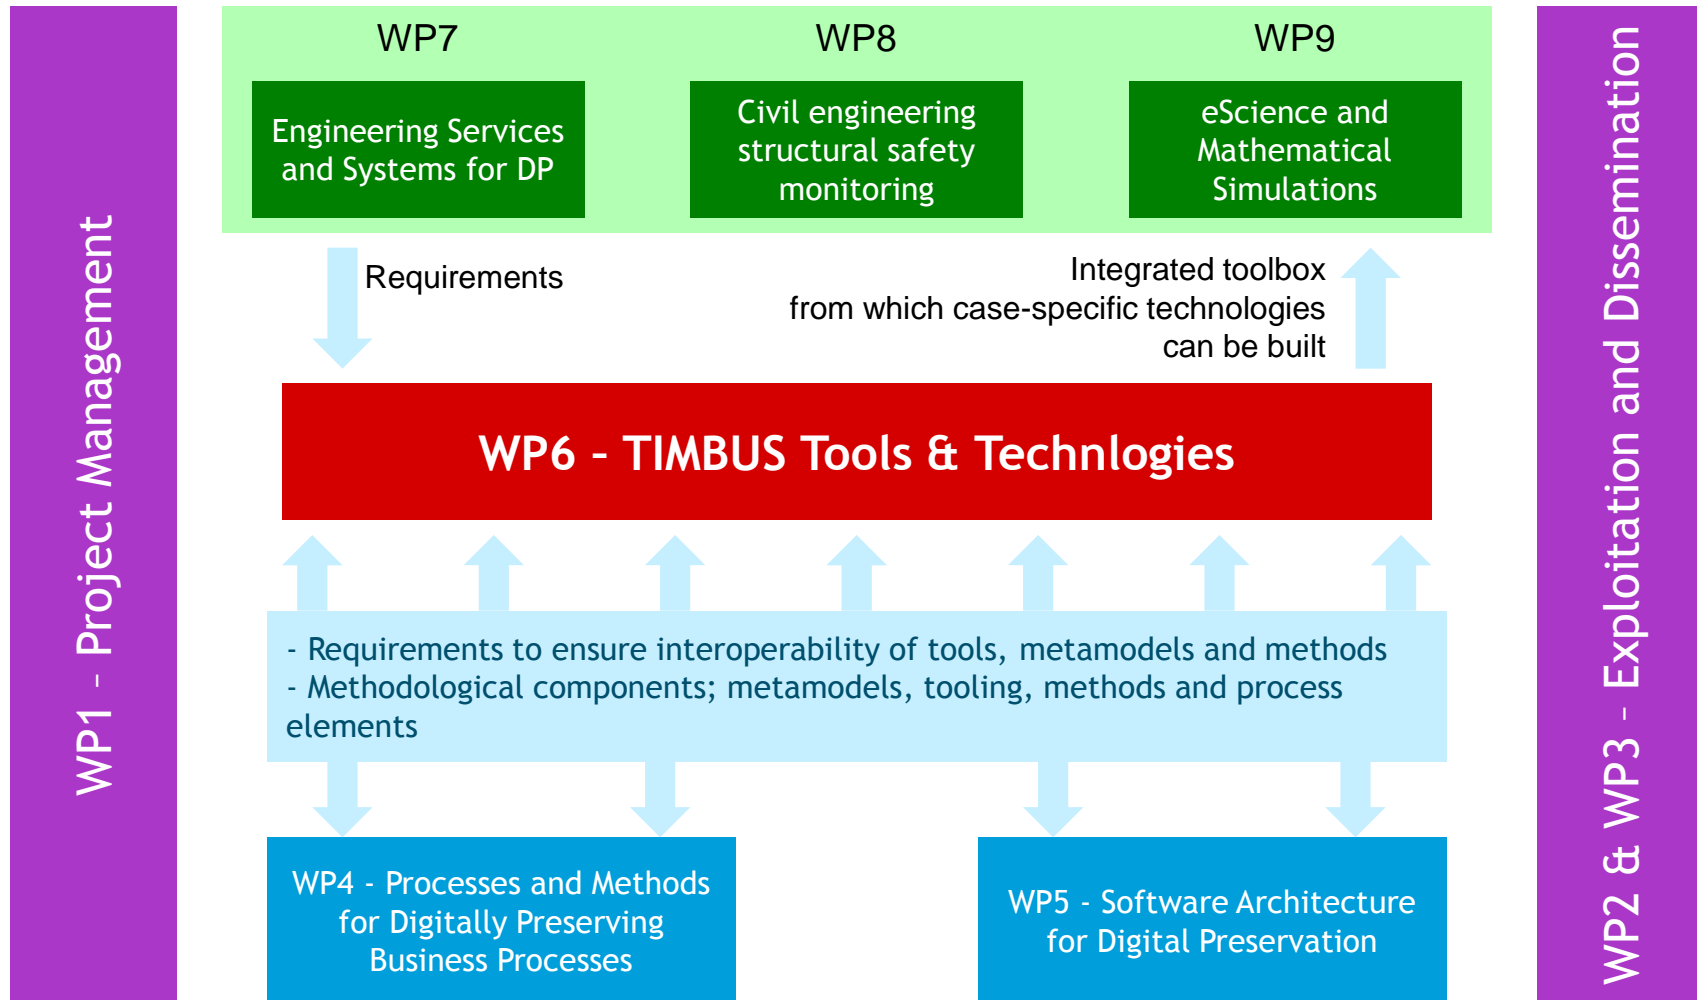 WP1 - Project Management
WP7
WP8
WP9
Engineering Services
and Systems for DP
Civil engineering
structural safety
monitoring
eScience and
Mathematical
Simulations
Requirements
Integrated toolbox
from which case-specific technologies
can be built
WP6 – TIMBUS Tools & Technlogies
- Requirements to ensure interoperability of tools, metamodels and methods
- Methodological components; metamodels, tooling, methods and process
elements
WP4 - Processes and Methods
for Digitally Preserving
Business Processes
WP5 - Software Architecture
for Digital Preservation
WP2 & WP3 - Exploitation and Dissemination